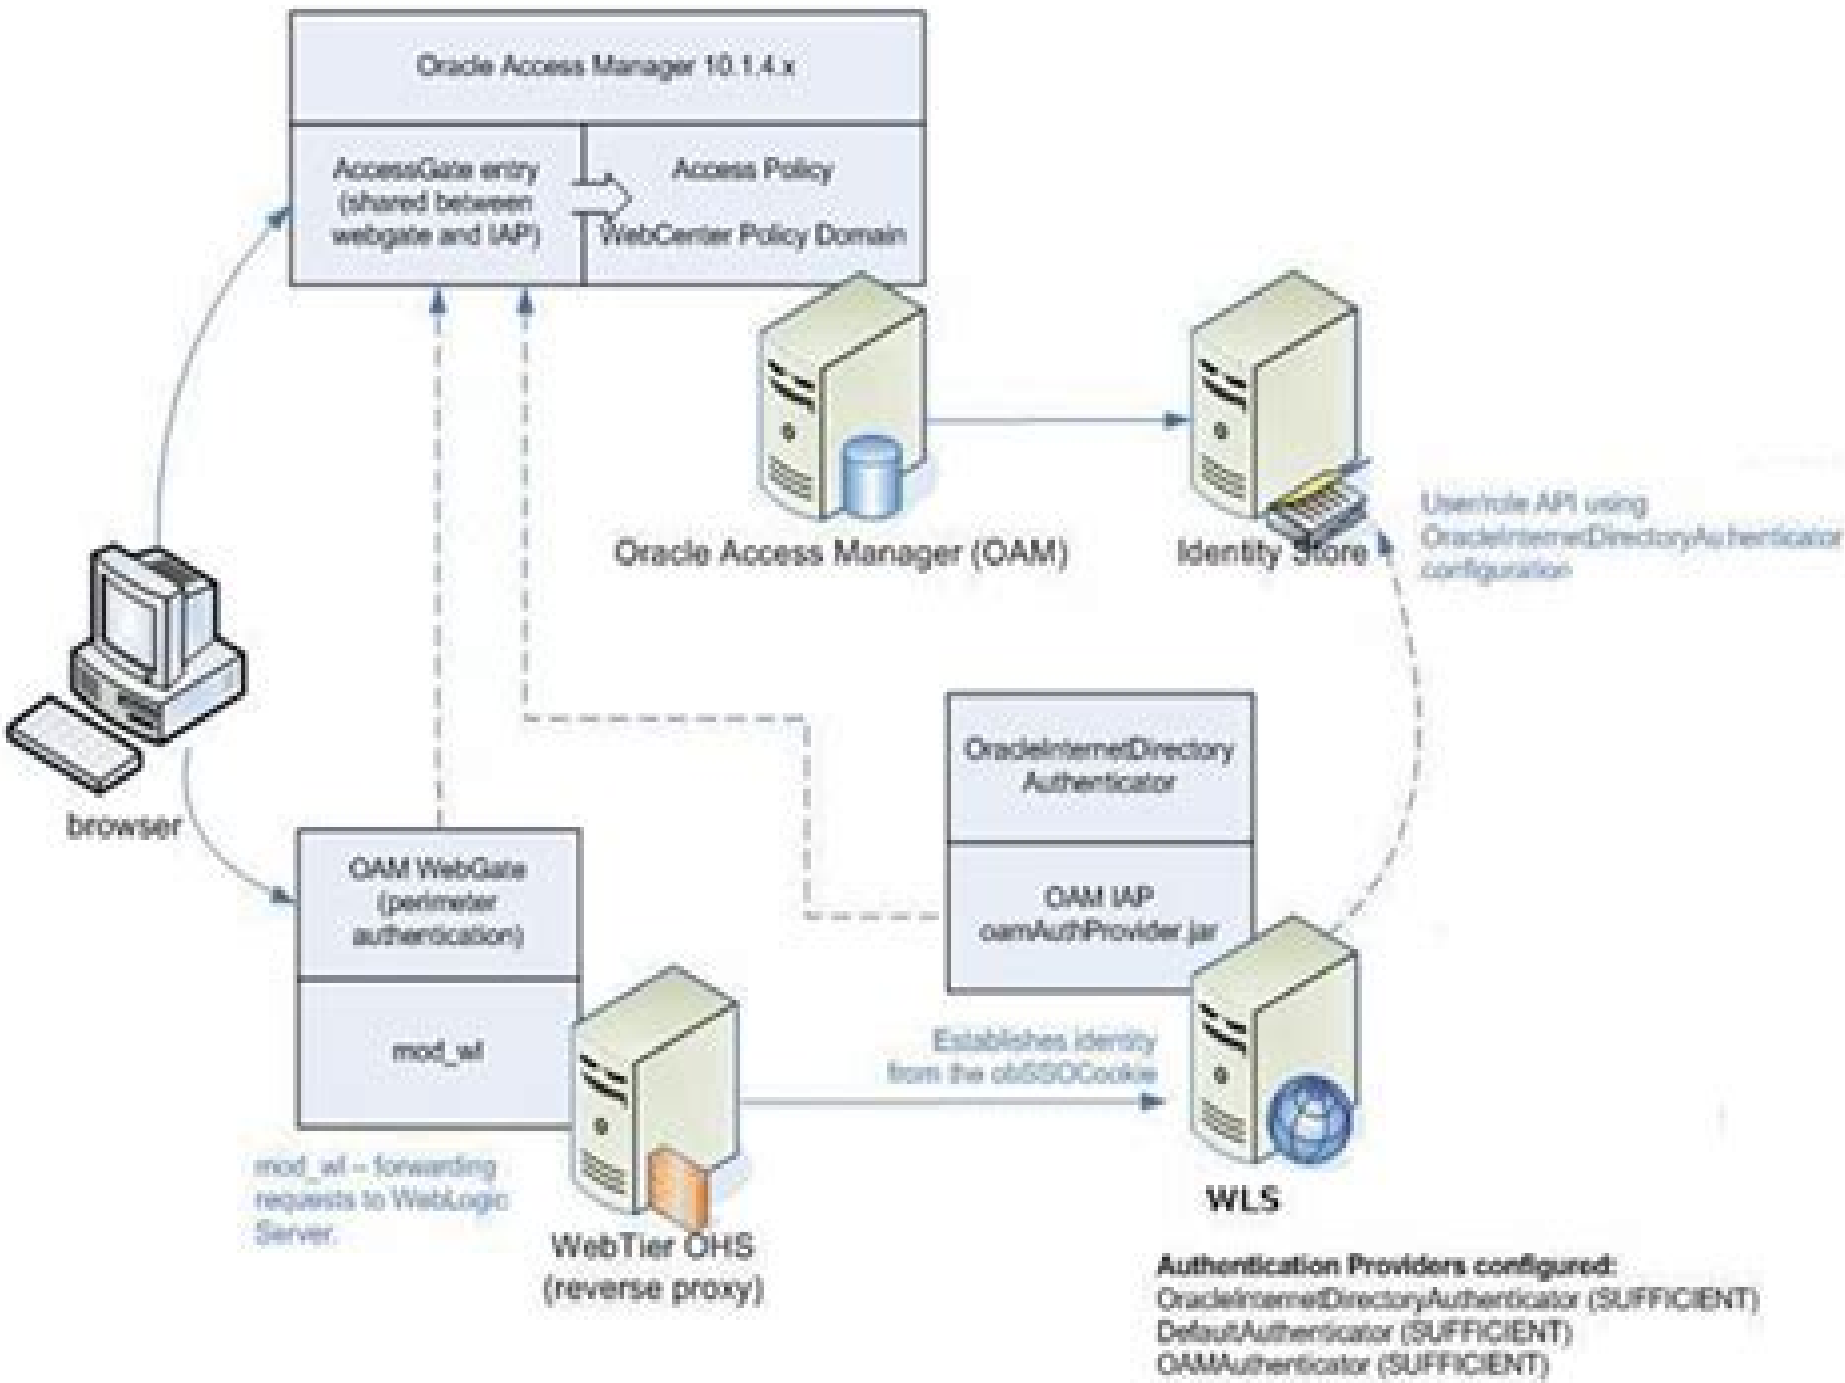 Oracle Access Manager 10.1.4.x
AccessGate entry
(shared between
webgate and IAP)
Access Policy
WebCenter Policy Domain
Oracle Access Manager (OAM)
Identity Store
User/role API using
OracleInternetDirectoryAuthenticator
configuration
browser
OracleInternetDirectory
Authenticator
OAM IAP
oamAuthProvider.jar
OAM WebGate
(perimeter
authentication)
mod_wl
Establishes identity
from the obSSOCookie
mod_wl – forwarding
requests to WebLogic
Server.
WebTier OHS
(reverse proxy)
WLS
Authentication Providers configured:
OracleInternetDirectoryAuthenticator (SUFFICIENT)
DefautAuthenticator (SUFFICIENT)
OAMAuthenticator (SUFFICIENT)